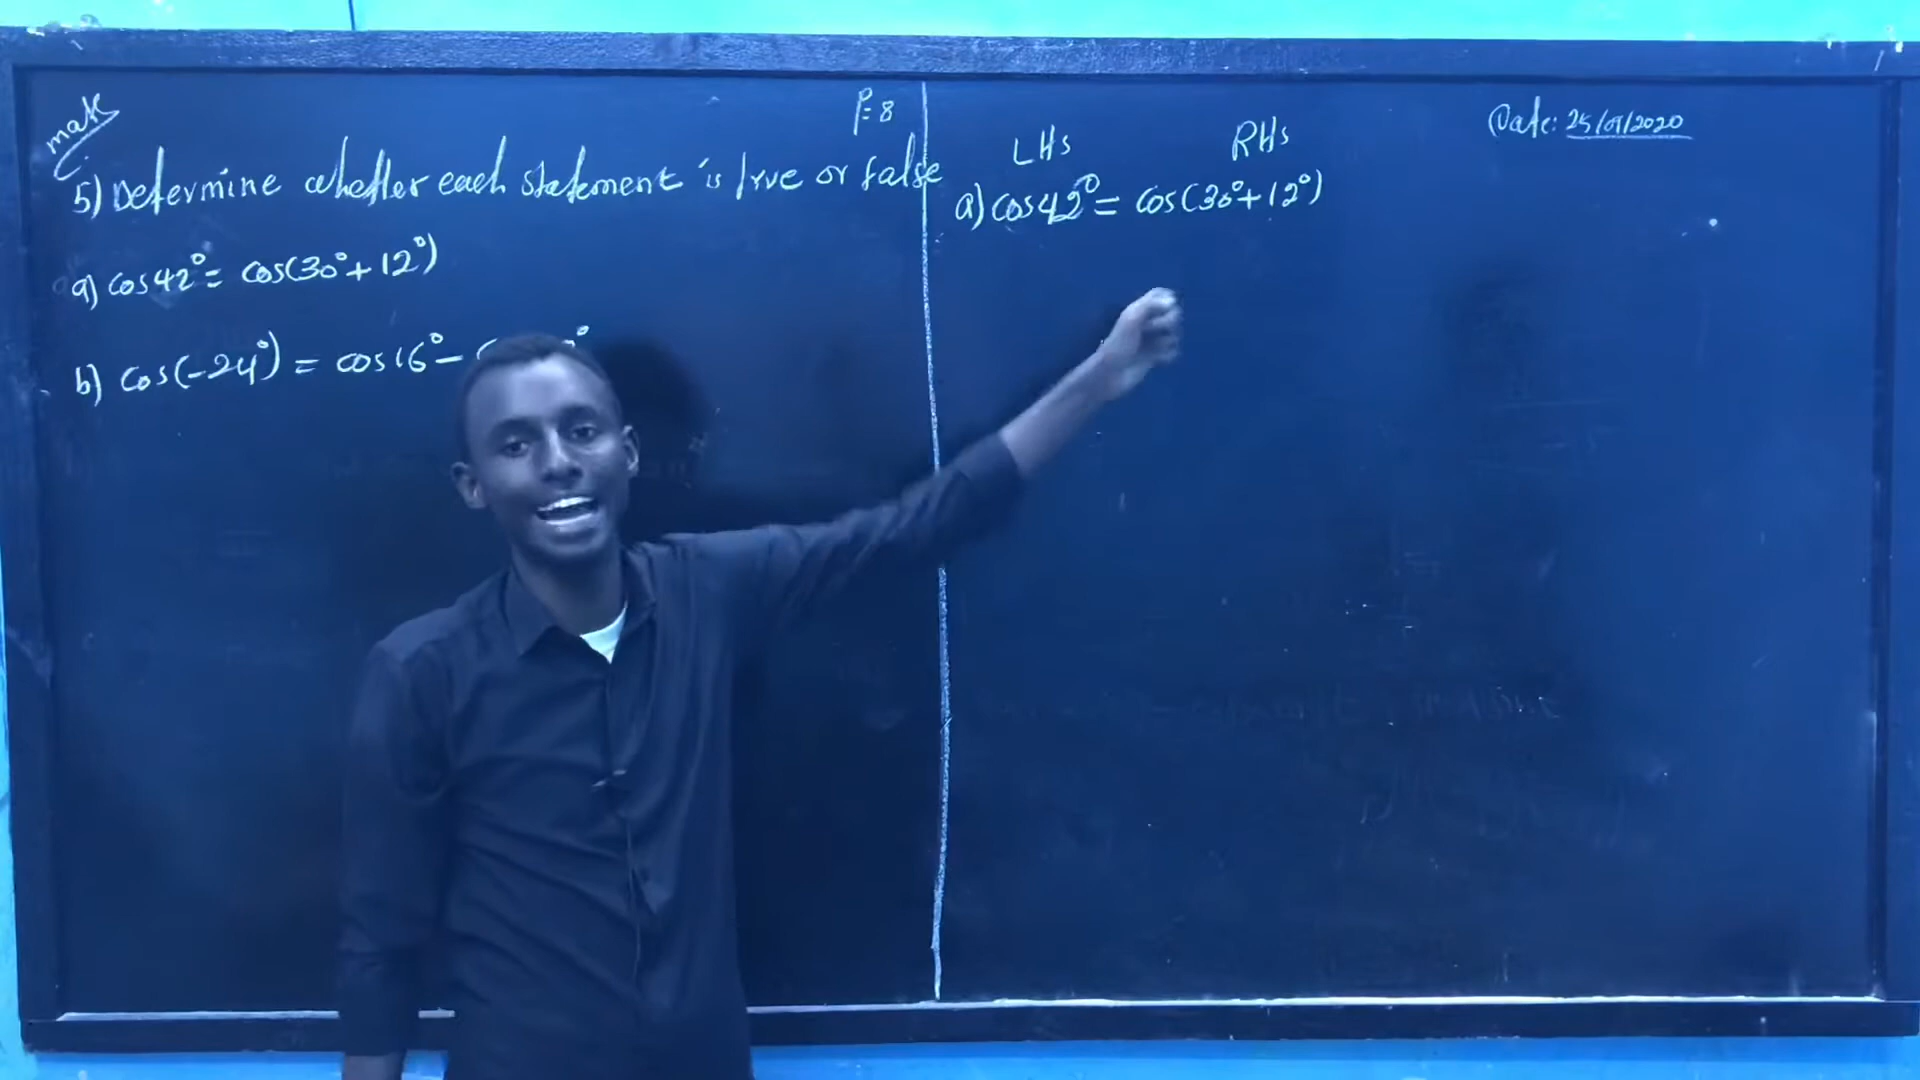 math
P=8
5) Determine whether each statement is true or false
a) cos42° = cos(30°+12°)
b) cos(-24°) = cos16° -
LHs RHs
a) cos42° = cos(30°+12°)
Date: 25/01/2020